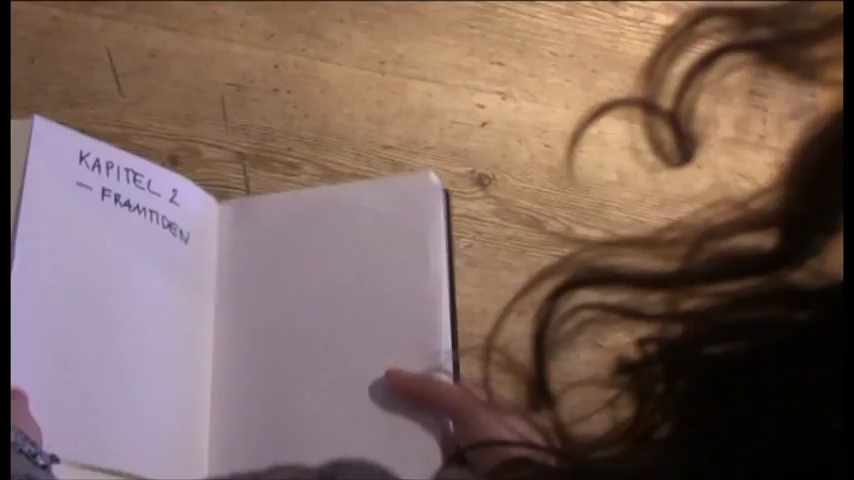 KAPITEL 2
— FRAMTIDEN